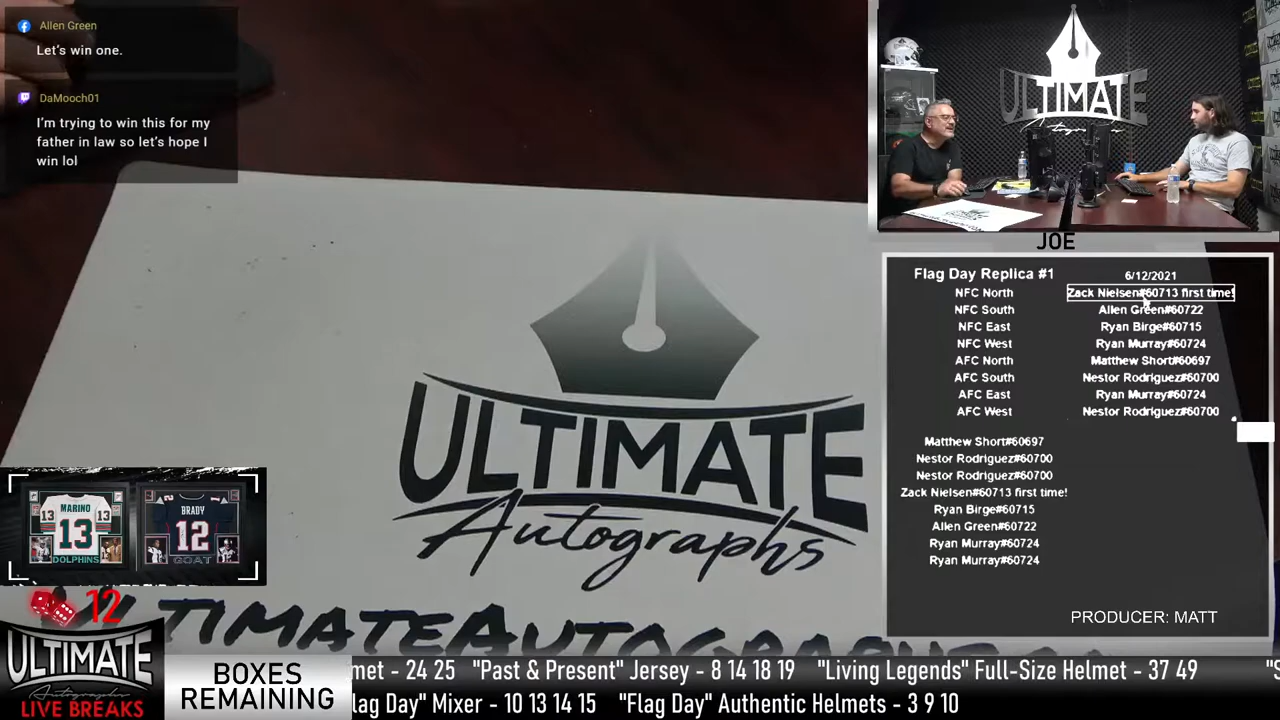 Allen Green
Let's win one.
DaMooch01
I'm trying to win this for my
father in law so let's hope I
win lol
ULTIMATE
Autographs
JOE
Flag Day Replica #1 6/12/2021
NFC North Zack Nielsen#60713 first time!
NFC South Allen Green#60722
NFC East Ryan Birge#60715
NFC West Ryan Murray#60724
AFC North Matthew Short#60697
AFC South Nestor Rodriguez#60700
AFC East Ryan Murray#60724
AFC West Nestor Rodriguez#60700
Matthew Short#60697
Nestor Rodriguez#60700
Nestor Rodriguez#60700
Zack Nielsen#60713 first time!
Ryan Birge#60715
Allen Green#60722
Ryan Murray#60724
Ryan Murray#60724
PRODUCER: MATT
ULTIMATE
Autographs
MARINO
13 13 13
DOLPHINS
BRADY
12
GOAT
12
ULTIMATE
Autographs
LIVE BREAKS
BOXES
REMAINING
met - 24 25 "Past & Present" Jersey - 8 14 18 19 "Living Legends" Full-Size Helmet - 37 49 "S
lag Day" Mixer - 10 13 14 15 "Flag Day" Authentic Helmets - 3 9 10